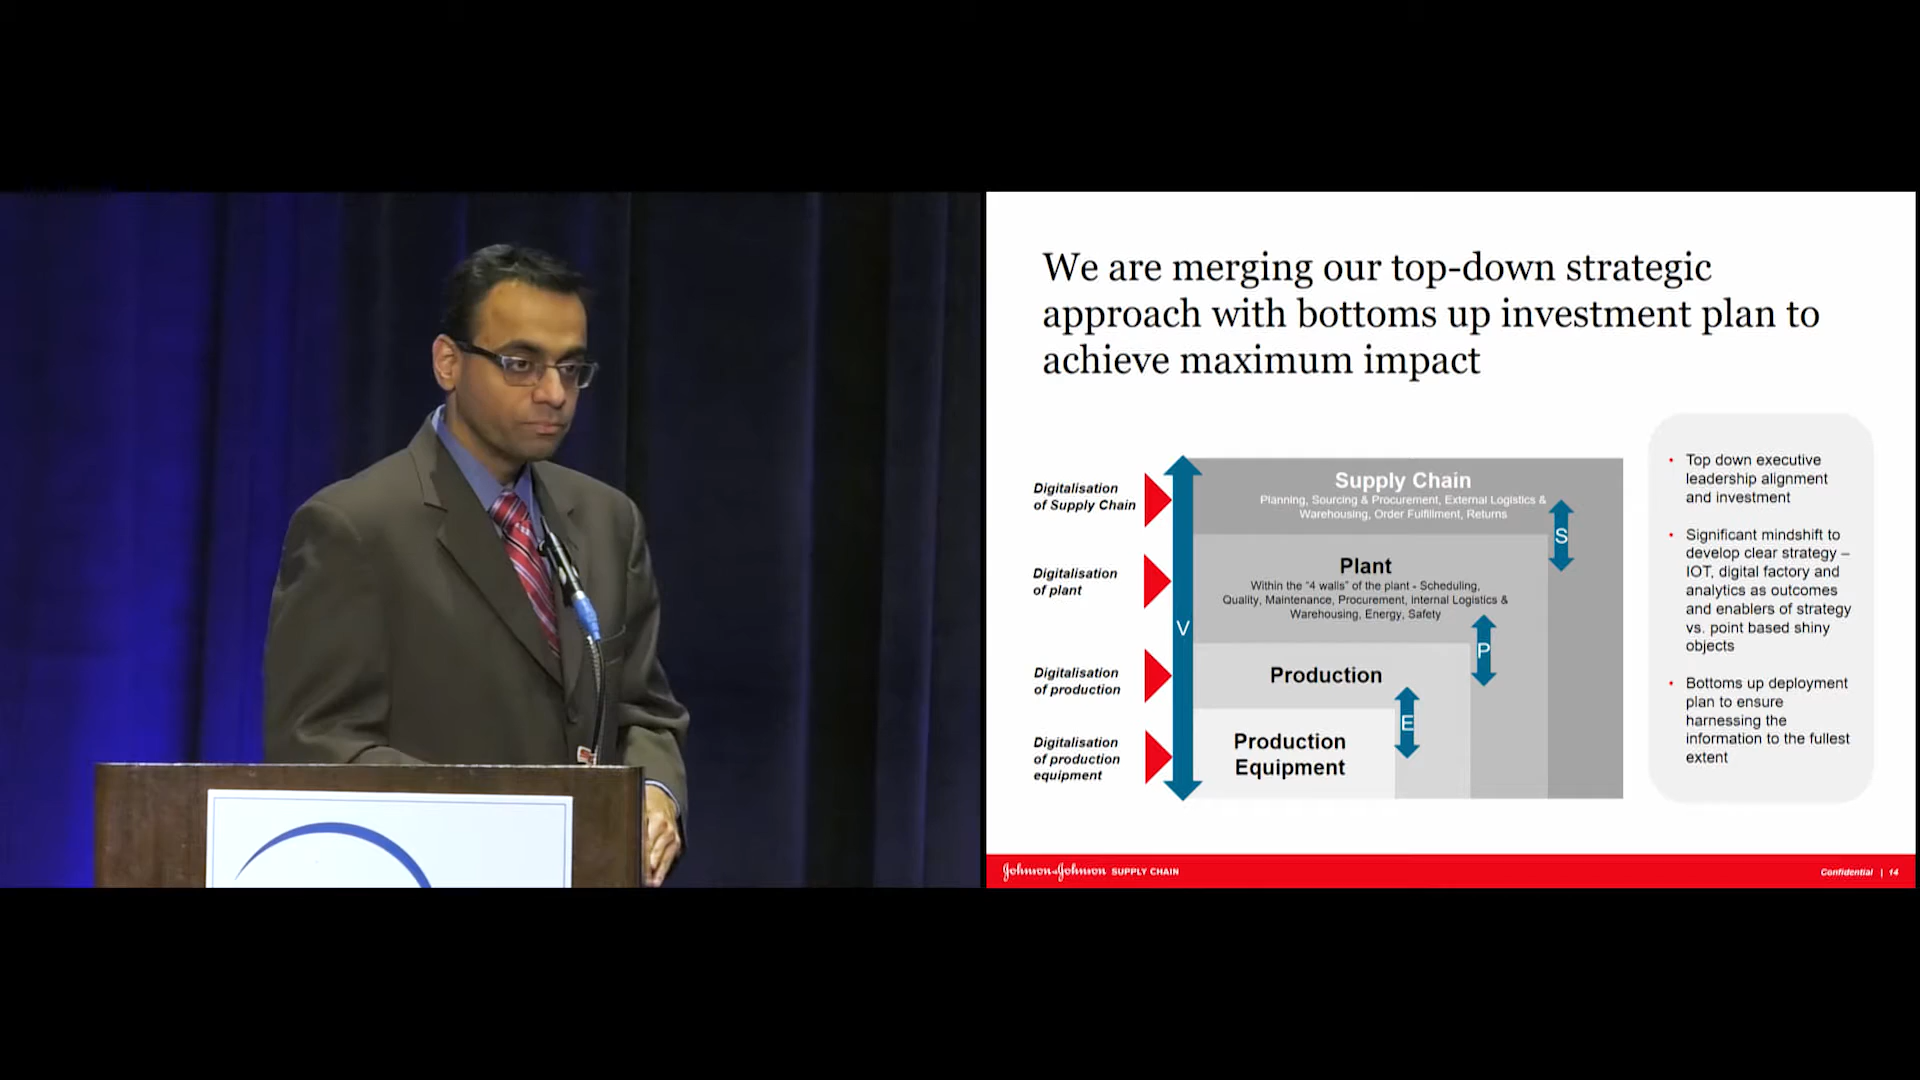 We are merging our top-down strategic
approach with bottoms up investment plan to
achieve maximum impact
Digitalisation
of Supply Chain
Digitalisation
of plant
Digitalisation
of production
Digitalisation
of production
equipment
V
Supply Chain
Planning, Sourcing & Procurement, External Logistics &
Warehousing, Order Fulfillment, Returns
S
Plant
Within the "4 walls" of the plant - Scheduling,
Quality, Maintenance, Procurement, Internal Logistics &
Warehousing, Energy, Safety
P
Production
E
Production
Equipment
• Top down executive
leadership alignment
and investment
• Significant mindshift to
develop clear strategy –
IOT, digital factory and
analytics as outcomes
and enablers of strategy
vs. point based shiny
objects
• Bottoms up deployment
plan to ensure
harnessing the
information to the fullest
extent
Johnson & Johnson SUPPLY CHAIN
Confidential | 14